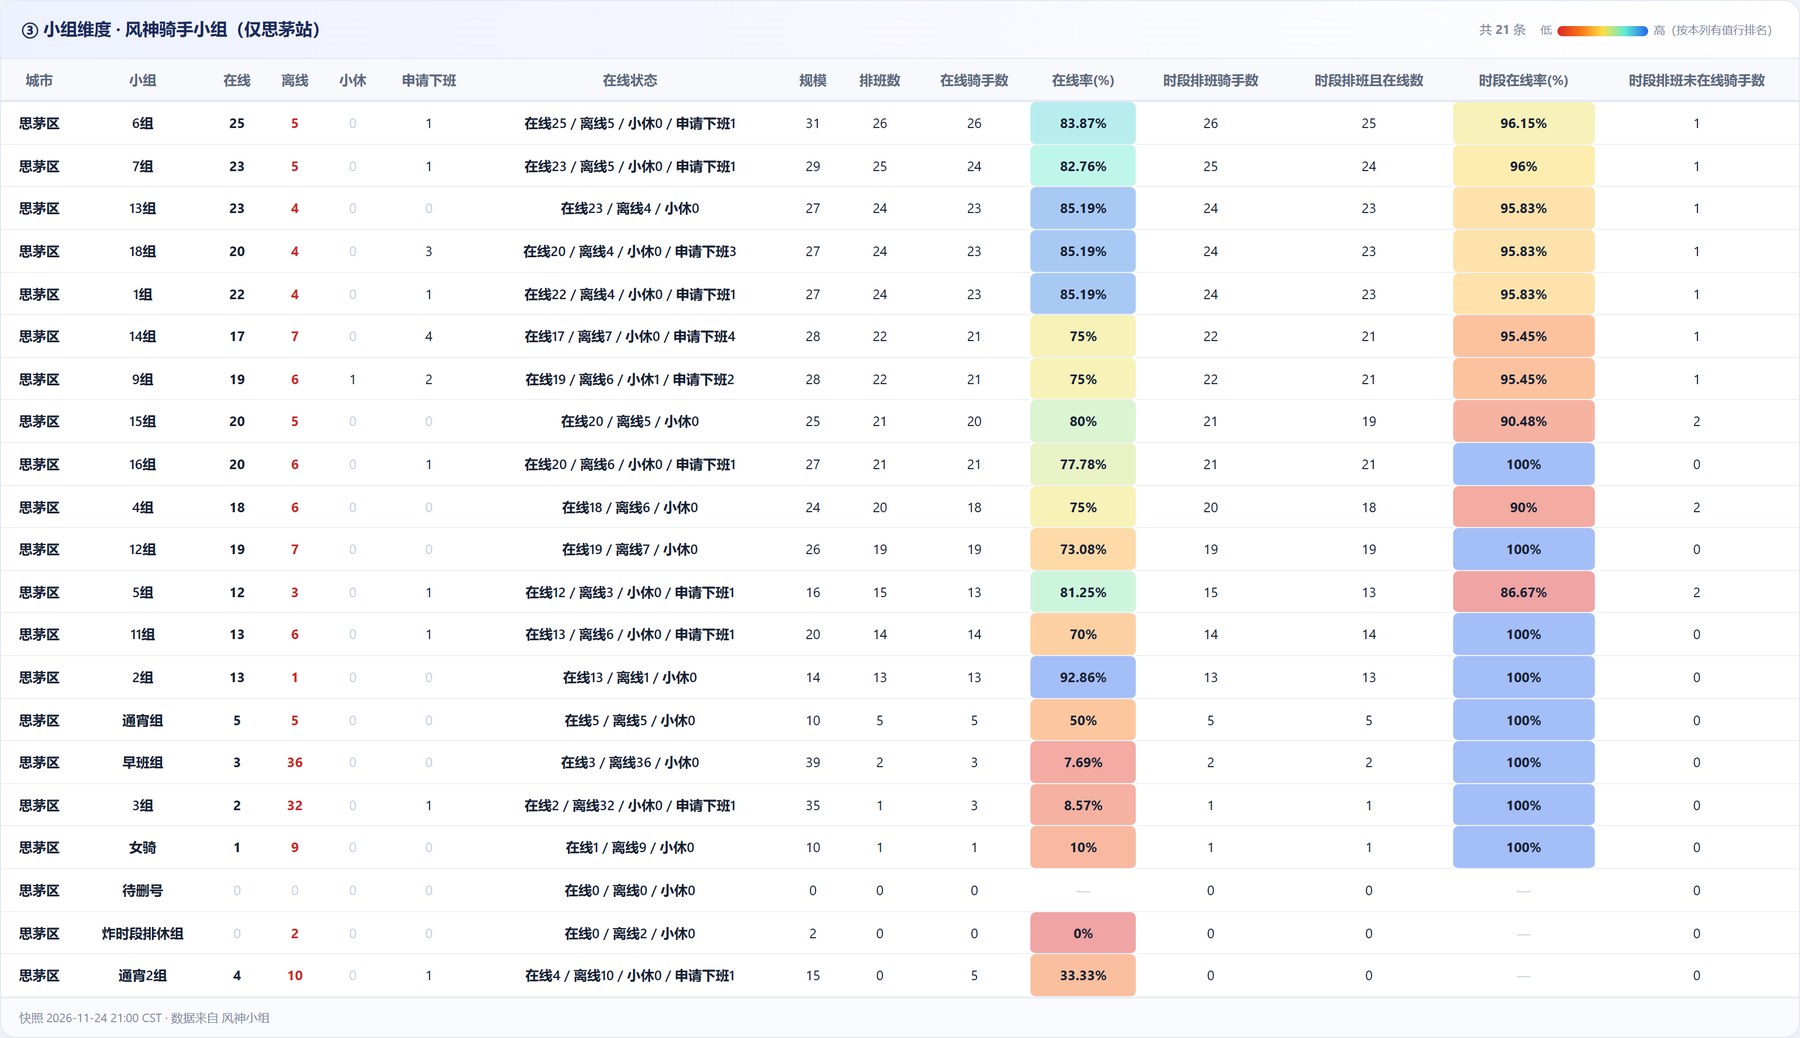 ③ 小组维度 · 风神骑手小组（仅思茅站）
共 21 条 低 高 (按本列有值行排名)
城市 小组 在线 离线 小休 申请下班 在线状态 规模 排班数 在线骑手数 在线率(%) 时段排班骑手数 时段排班且在线数 时段在线率(%) 时段排班未在线骑手数
思茅区 6组 25 5 0 1 在线25 / 离线5 / 小休0 / 申请下班1 31 26 26 83.87% 26 25 96.15% 1
思茅区 7组 23 5 0 1 在线23 / 离线5 / 小休0 / 申请下班1 29 25 24 82.76% 25 24 96% 1
思茅区 13组 23 4 0 0 在线23 / 离线4 / 小休0 27 24 23 85.19% 24 23 95.83% 1
思茅区 18组 20 4 0 3 在线20 / 离线4 / 小休0 / 申请下班3 27 24 23 85.19% 24 23 95.83% 1
思茅区 1组 22 4 0 1 在线22 / 离线4 / 小休0 / 申请下班1 27 24 23 85.19% 24 23 95.83% 1
思茅区 14组 17 7 0 4 在线17 / 离线7 / 小休0 / 申请下班4 28 22 21 75% 22 21 95.45% 1
思茅区 9组 19 6 1 2 在线19 / 离线6 / 小休1 / 申请下班2 28 22 21 75% 22 21 95.45% 1
思茅区 15组 20 5 0 0 在线20 / 离线5 / 小休0 25 21 20 80% 21 19 90.48% 2
思茅区 16组 20 6 0 1 在线20 / 离线6 / 小休0 / 申请下班1 27 21 21 77.78% 21 21 100% 0
思茅区 4组 18 6 0 0 在线18 / 离线6 / 小休0 24 20 18 75% 20 18 90% 2
思茅区 12组 19 7 0 0 在线19 / 离线7 / 小休0 26 19 19 73.08% 19 19 100% 0
思茅区 5组 12 3 0 1 在线12 / 离线3 / 小休0 / 申请下班1 16 15 13 81.25% 15 13 86.67% 2
思茅区 11组 13 6 0 1 在线13 / 离线6 / 小休0 / 申请下班1 20 14 14 70% 14 14 100% 0
思茅区 2组 13 1 0 0 在线13 / 离线1 / 小休0 14 13 13 92.86% 13 13 100% 0
思茅区 通宵组 5 5 0 0 在线5 / 离线5 / 小休0 10 5 5 50% 5 5 100% 0
思茅区 早班组 3 36 0 0 在线3 / 离线36 / 小休0 39 2 3 7.69% 2 2 100% 0
思茅区 3组 2 32 0 1 在线2 / 离线32 / 小休0 / 申请下班1 35 1 3 8.57% 1 1 100% 0
思茅区 女骑 1 9 0 0 在线1 / 离线9 / 小休0 10 1 1 10% 1 1 100% 0
思茅区 待删号 0 0 0 0 在线0 / 离线0 / 小休0 0 0 0 — 0 0 — 0
思茅区 炸时段排休组 0 2 0 0 在线0 / 离线2 / 小休0 2 0 0 0% 0 0 — 0
思茅区 通宵2组 4 10 0 1 在线4 / 离线10 / 小休0 / 申请下班1 15 0 5 33.33% 0 0 — 0
快照 2026-11-24 21:00 CST · 数据来自 风神小组